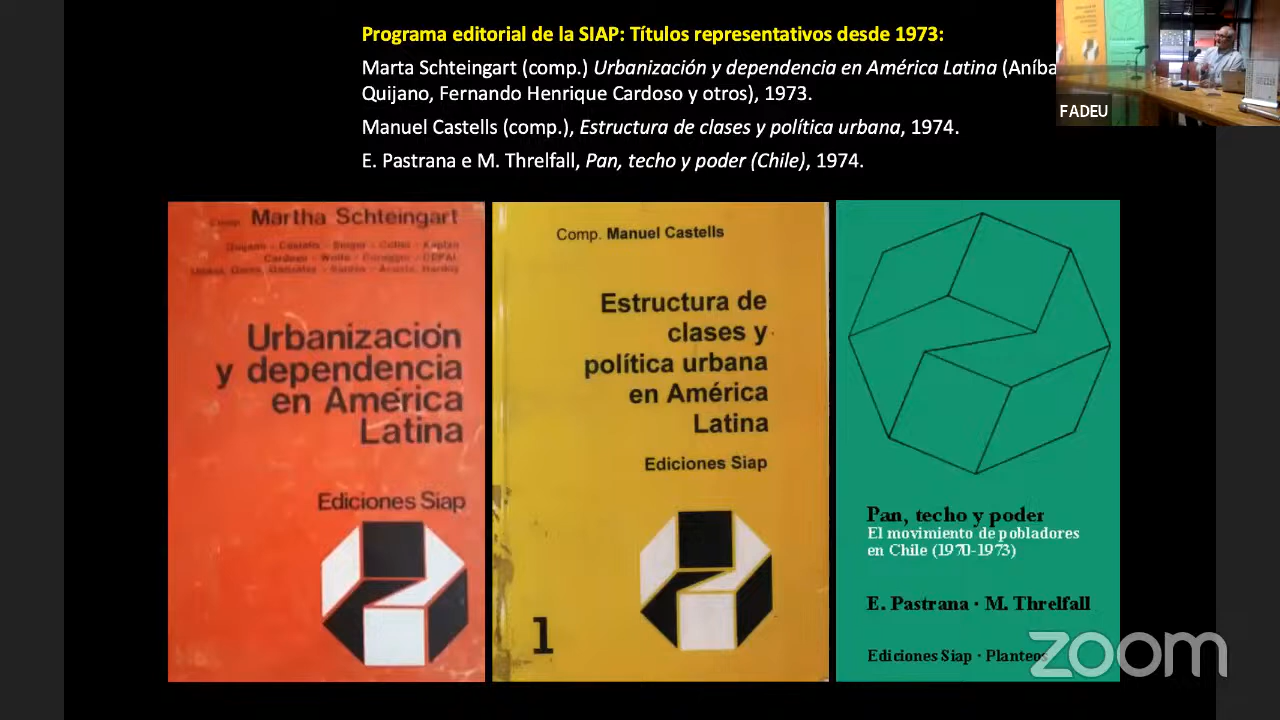 Programa editorial de la SIAP: Títulos representativos desde 1973:
Marta Schteingart (comp.) Urbanización y dependencia en América Latina (Aníba
Quijano, Fernando Henrique Cardoso y otros), 1973.
Manuel Castells (comp.), Estructura de clases y política urbana, 1974.
E. Pastrana e M. Threlfall, Pan, techo y poder (Chile), 1974.
FADEU
Martha Schteingart
Urbanización
y dependencia
en América
Latina
Ediciones Siap
Comp. Manuel Castells
Estructura de
clases y
política urbana
en América
Latina
Ediciones Siap
1
Pan, techo y poder
El movimiento de pobladores
en Chile (1970-1973)
E. Pastrana · M. Threlfall
Ediciones Siap · Planteos
zoom